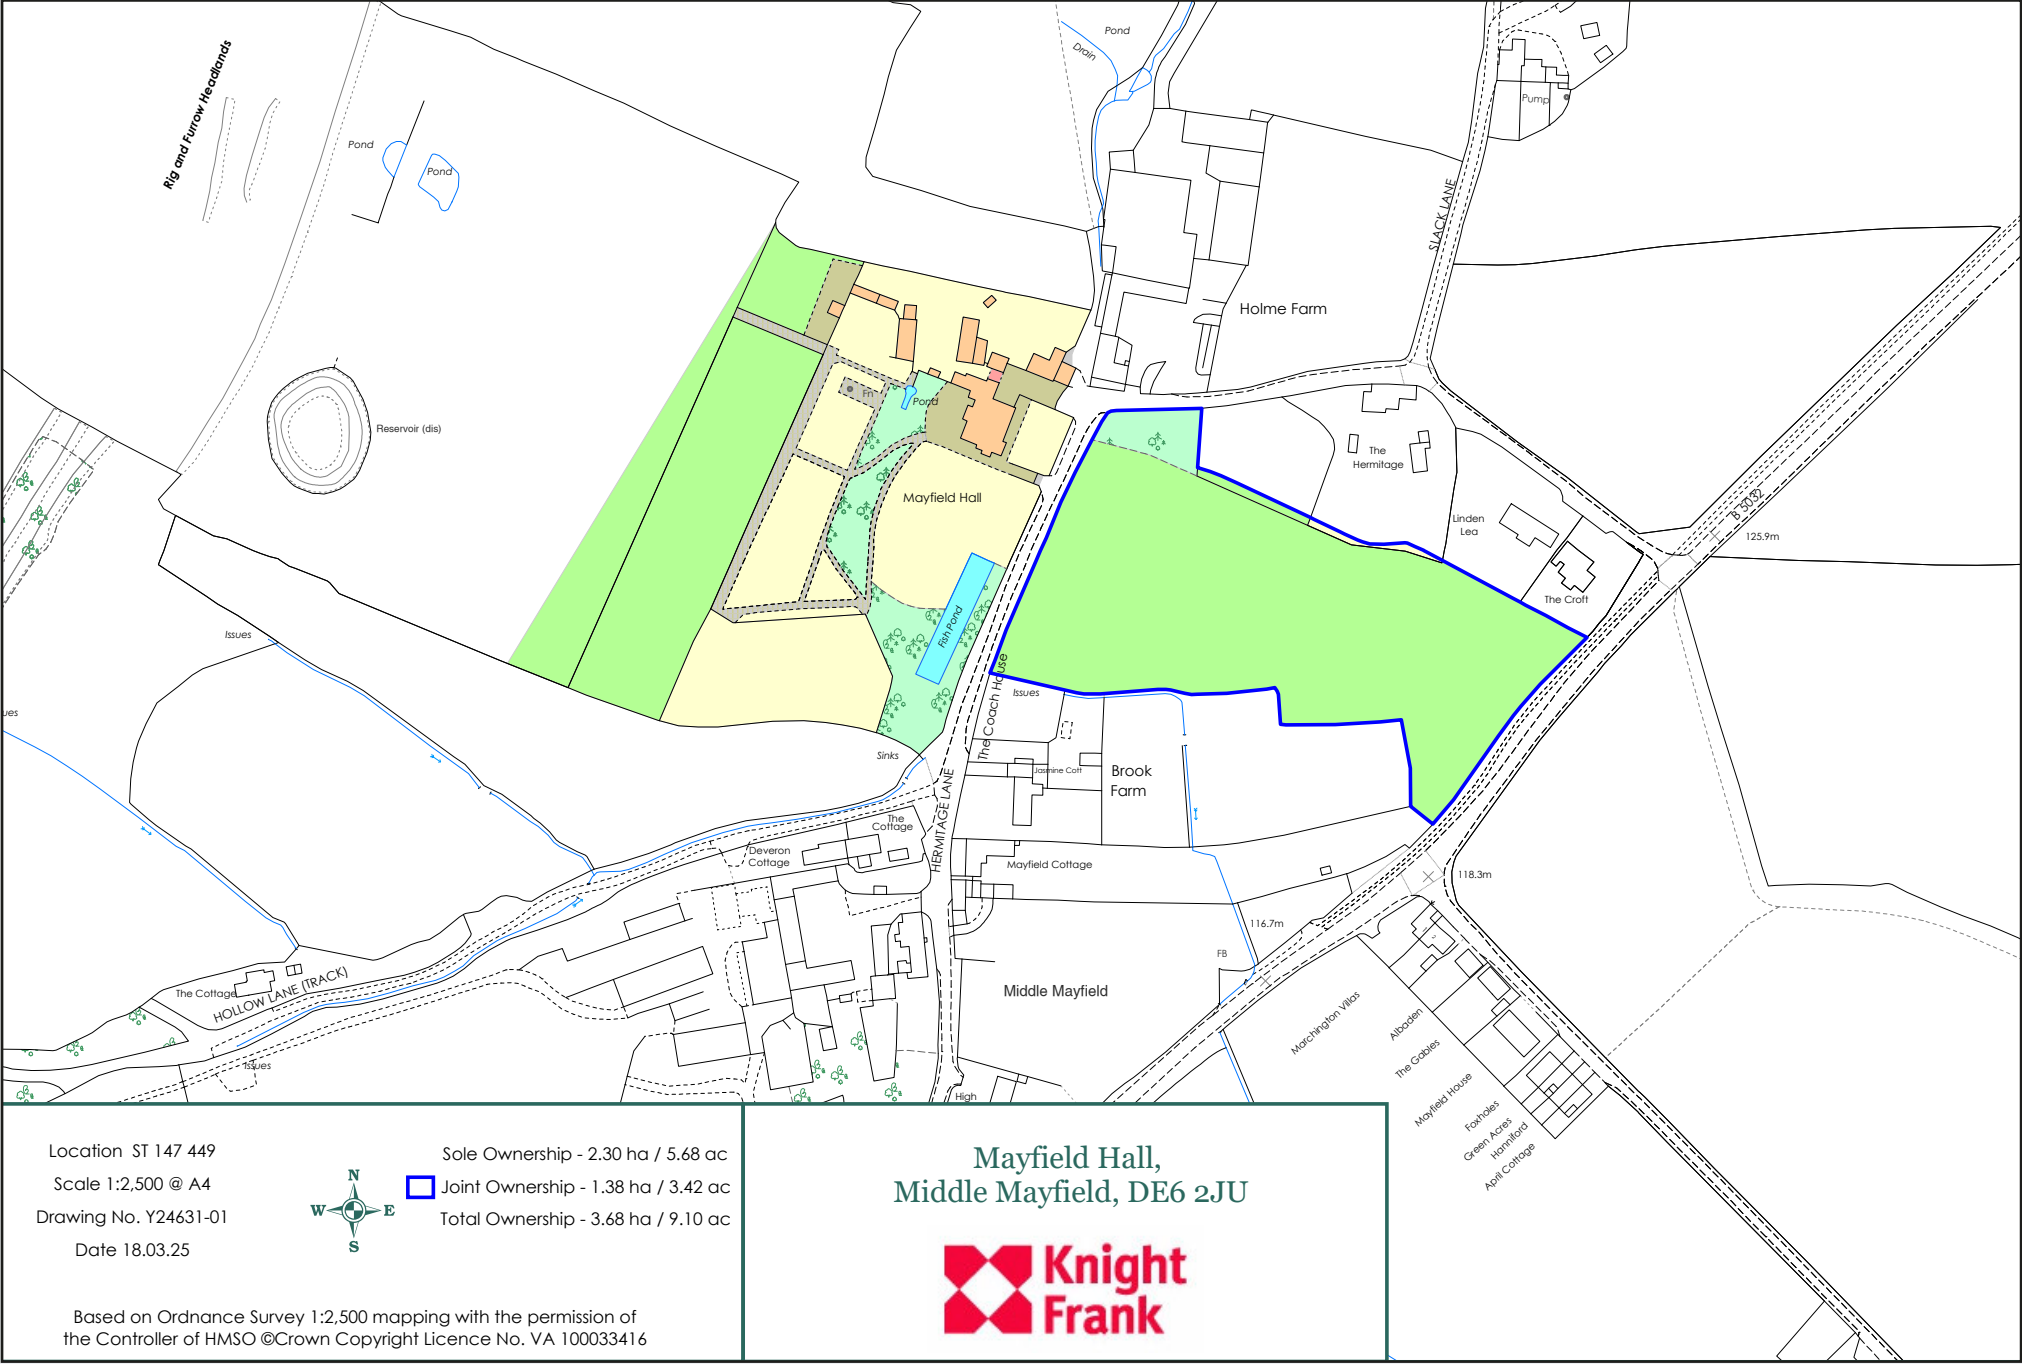 Rig and Furrow Headlands
Pond
Pond
Pond
Drain
Pump
SLACK LANE
Holme Farm
Reservoir (dis)
Fn
Pond
The
Hermitage
Mayfield Hall
Linden
Lea
B 5032
125.9m
The Croft
Fish Pond
Issues
The Coach House
Issues
Sinks
ues
Jasmine Cott
Brook
Farm
HERMITAGE LANE
The
Cottage
Deveron
Cottage
Mayfield Cottage
118.3m
116.7m
FB
The Cottage
HOLLOW LANE (TRACK)
Middle Mayfield
Issues
High
Marchington Villas
Albaden
The Gables
Mayfield House
Foxholes
Green Acres
Hanniford
April Cottage
Location ST 147 449
Scale 1:2,500 @ A4
Drawing No. Y24631-01
Date 18.03.25
N
W E
S
Sole Ownership - 2.30 ha / 5.68 ac
Joint Ownership - 1.38 ha / 3.42 ac
Total Ownership - 3.68 ha / 9.10 ac
Based on Ordnance Survey 1:2,500 mapping with the permission of
the Controller of HMSO ©Crown Copyright Licence No. VA 100033416
Mayfield Hall,
Middle Mayfield, DE6 2JU
Knight
Frank